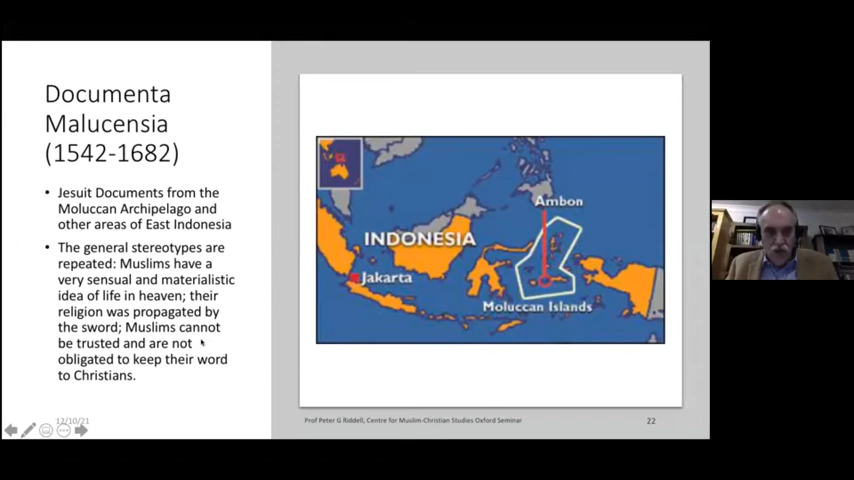 Documenta
Malucensia
(1542-1682)
• Jesuit Documents from the
Moluccan Archipelago and
other areas of East Indonesia
• The general stereotypes are
repeated: Muslims have a
very sensual and materialistic
idea of life in heaven; their
religion was propagated by
the sword; Muslims cannot
be trusted and are not
obligated to keep their word
to Christians.
12/10/21
Ambon
INDONESIA
Jakarta
Moluccan Islands
Prof Peter G Riddell, Centre for Muslim-Christian Studies Oxford Seminar
22